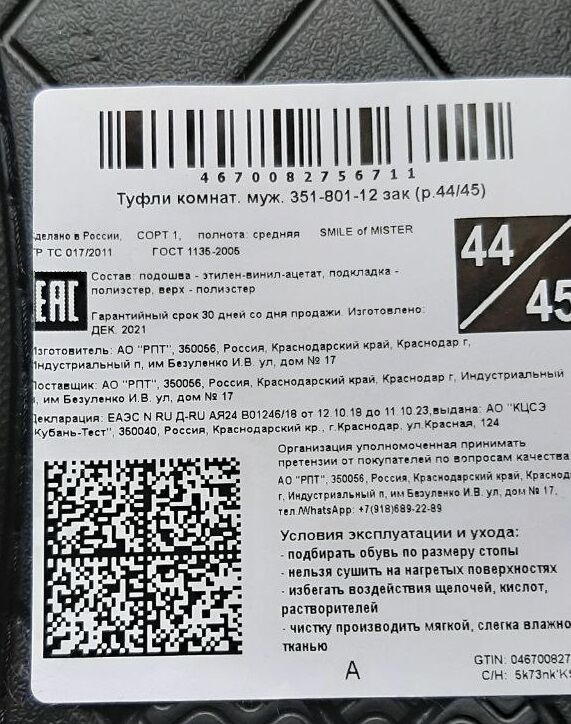 4670082756711
Туфли комнат. муж. 351-801-12 зак (р.44/45)
делано в России, СОРТ 1, полнота: средняя SMILE of MISTER
ТР ТС 017/2011 ГОСТ 1135-2005
44/45
EAC
Состав: подошва - этилен-винил-ацетат, подкладка -
полиэстер, верх - полиэстер
Гарантийный срок 30 дней со дня продажи. Изготовлено:
ДЕК. 2021
Изготовитель: АО "РПТ", 350056, Россия, Краснодарский край, Краснодар г,
Индустриальный п, им Безуленко И.В. ул, дом № 17
Поставщик: АО "РПТ", 350056, Россия, Краснодарский край, Краснодар г, Индустриальный
, им Безуленко И.В. ул, дом № 17
Декларация: ЕАЭС N RU Д-RU АЯ24 В01246/18 от 12.10.18 до 11.10.23,выдана: АО "КЦСЭ
Кубань-Тест", 350040, Россия, Краснодарский кр., г.Краснодар, ул.Красная, 124
Организация уполномоченная принимать
претензии от покупателей по вопросам качества
АО "РПТ", 350056, Россия, Краснодарский край, Краснод
г, Индустриальный п, им Безуленко И.В. ул, дом № 17,
тел./WhatsApp: +7(918)689-22-89
Условия эксплуатации и ухода:
- подбирать обувь по размеру стопы
- нельзя сушить на нагретых поверхностях
- избегать воздействия щелочей, кислот,
растворителей
- чистку производить мягкой, слегка влажно
тканью
А
GTIN: 046700827
С/Н: 5k73nk'K